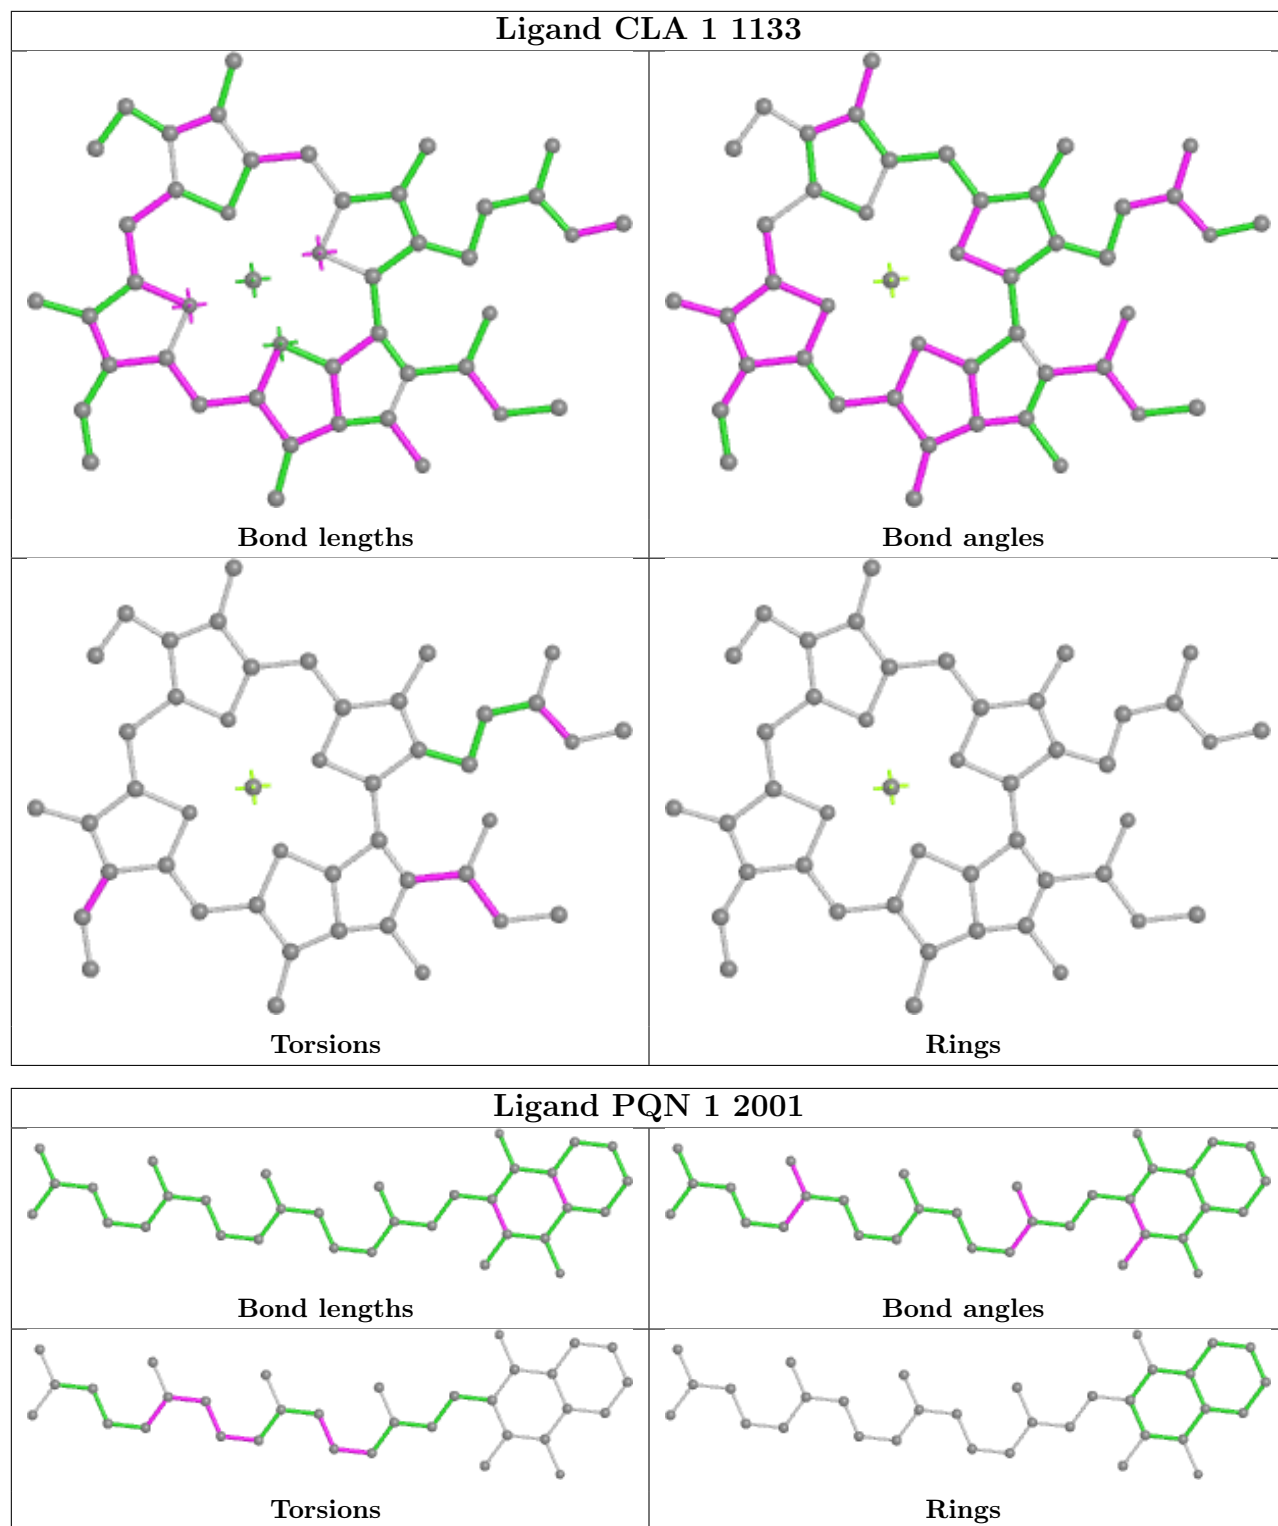 Ligand CLA 1 1133
Bond lengths
Bond angles
Torsions
Rings
Ligand PQN 1 2001
Bond lengths
Bond angles
Torsions
Rings